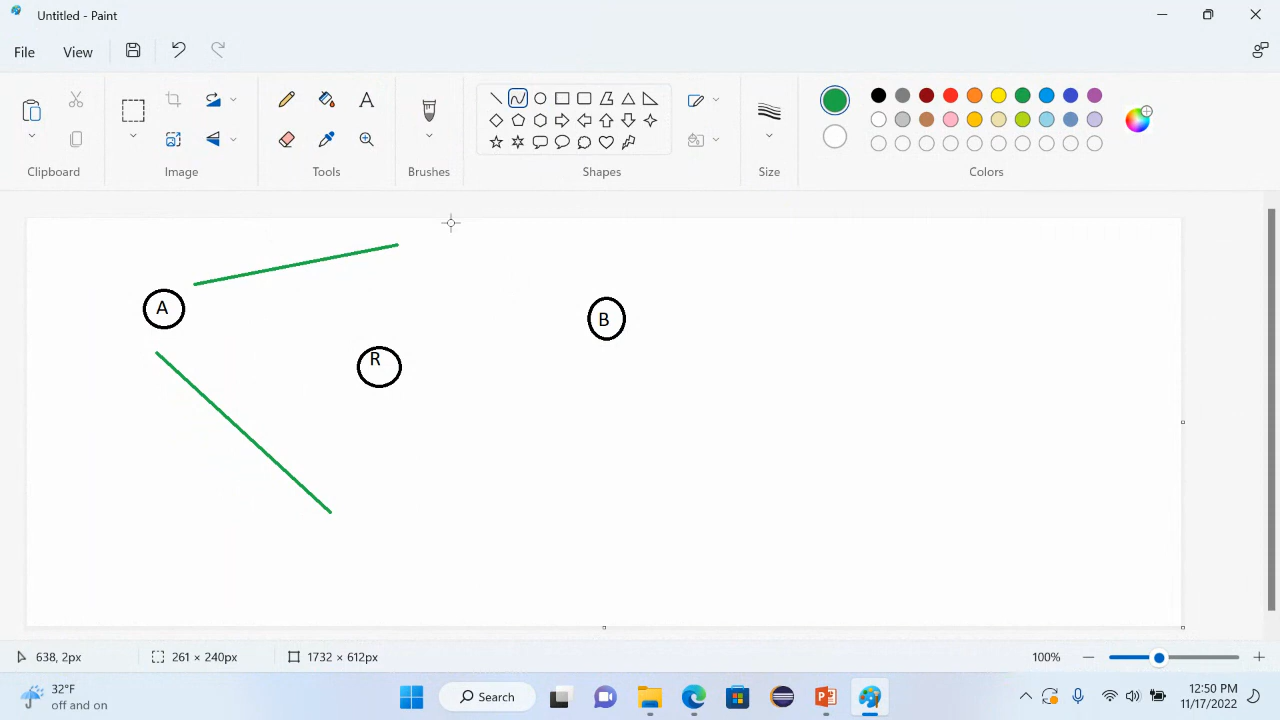 Untitled - Paint
File View
Clipboard Image Tools Brushes Shapes Size Colors
A
A
B
R
638, 2px 261 × 240px 1732 × 612px 100%
32°F
off and on
Search
12:50 PM
11/17/2022